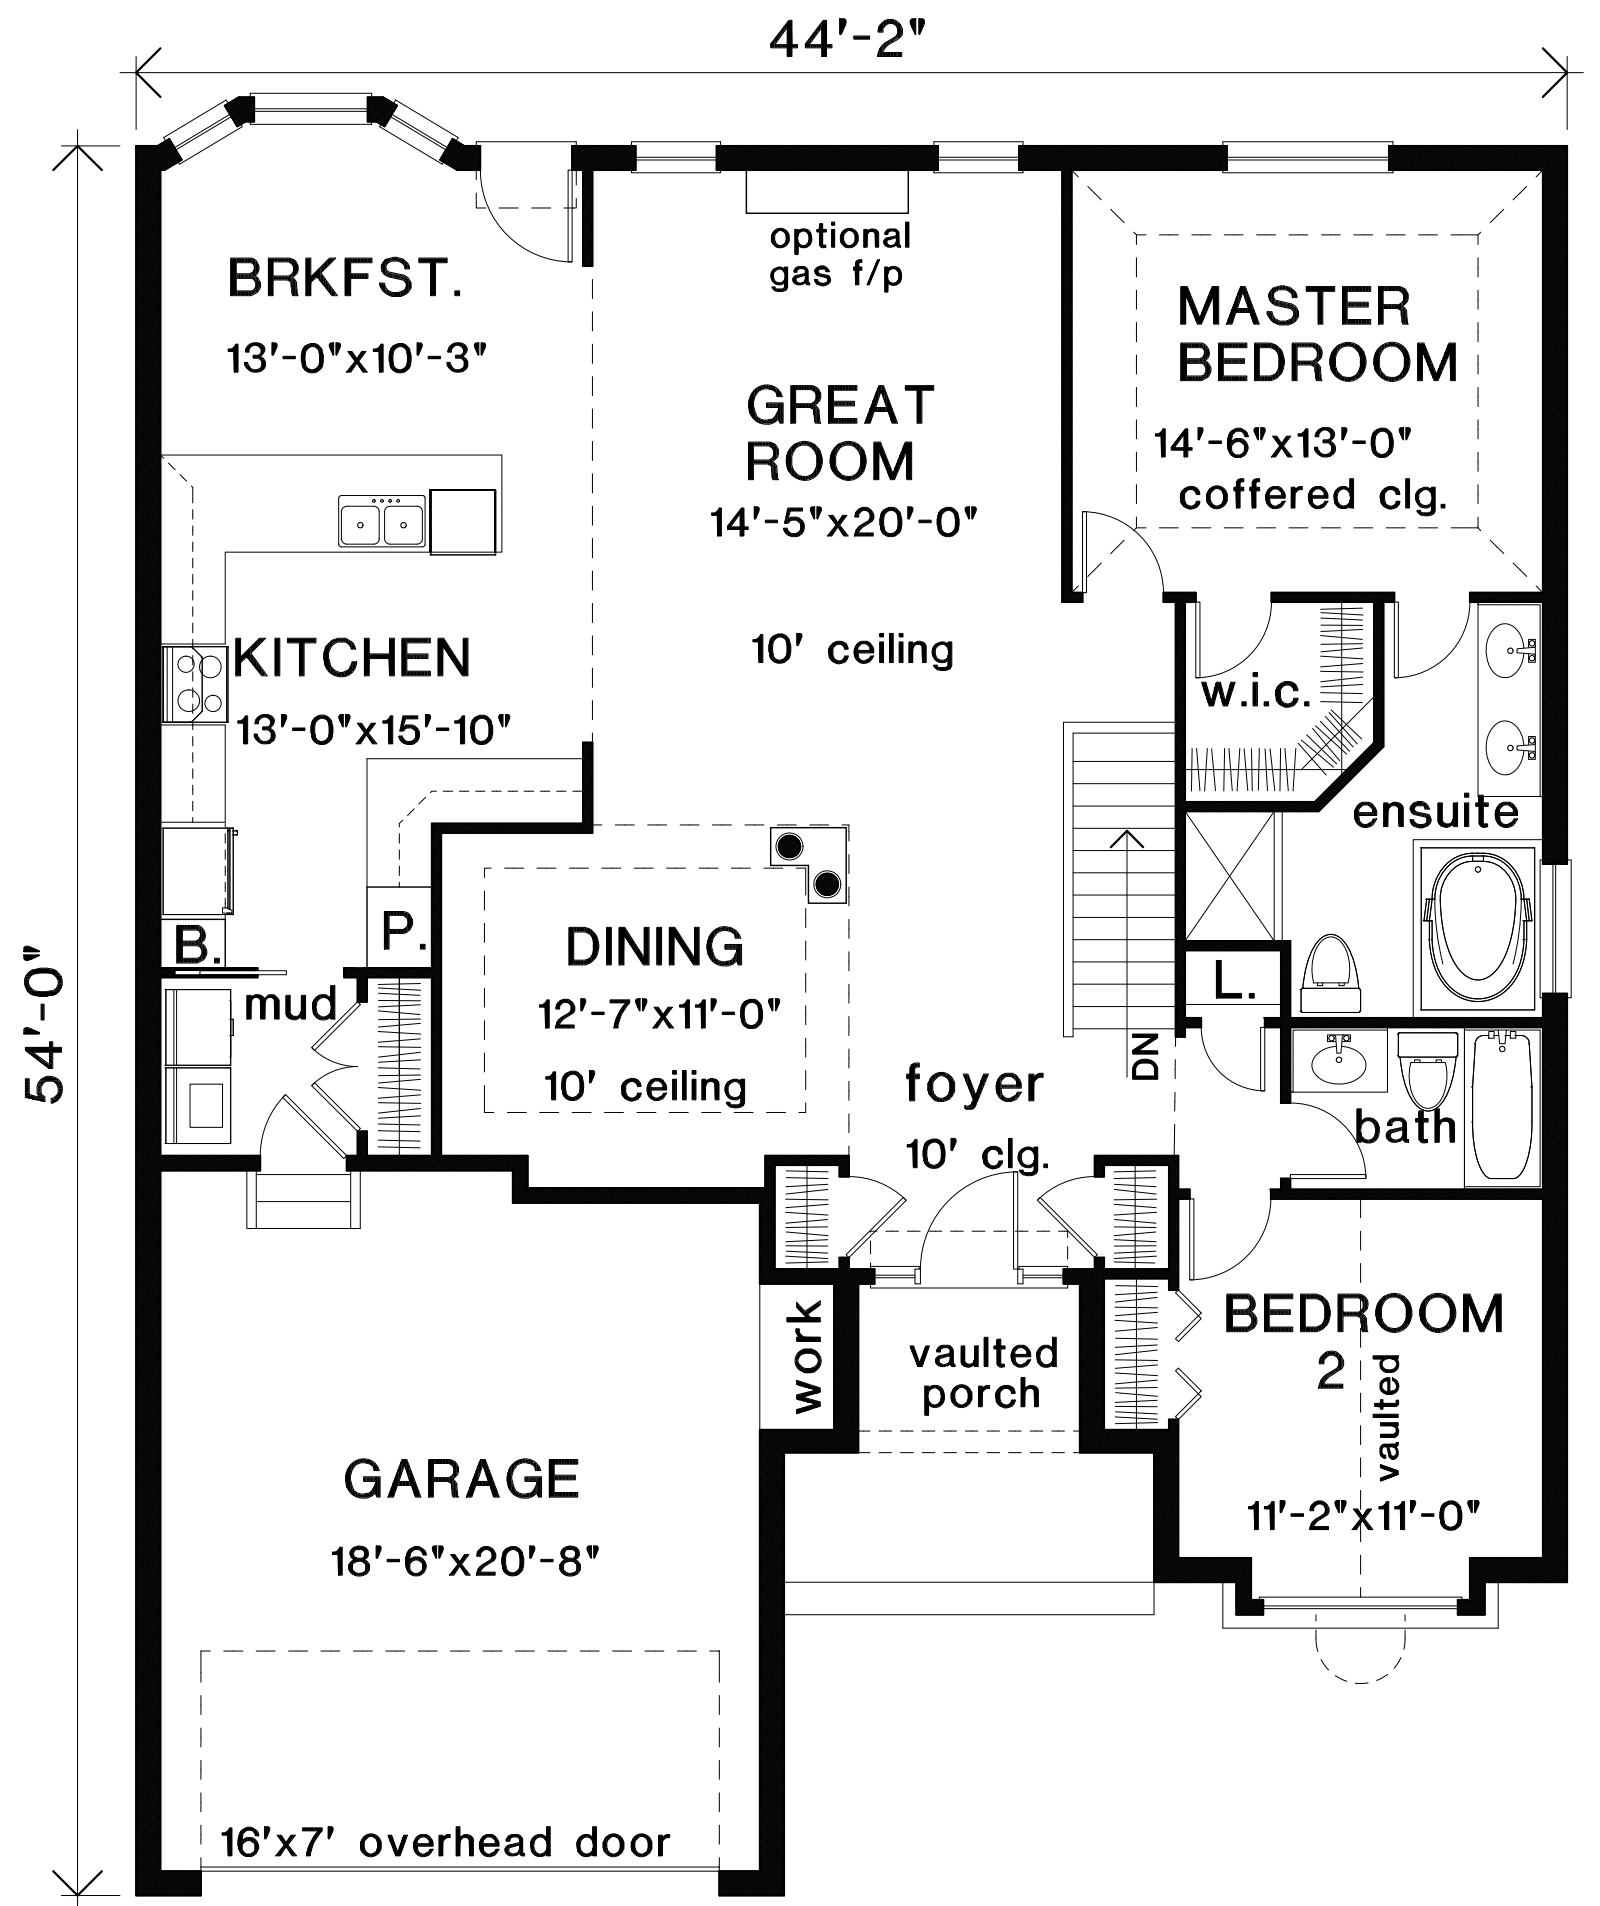 44'-2"
54'-0"
BRKFST.
13'-0"x10'-3"
optional
gas f/p
GREAT
ROOM
14'-5"x20'-0"
10' ceiling
MASTER
BEDROOM
14'-6"x13'-0"
coffered clg.
KITCHEN
13'-0"x15'-10"
w.i.c.
ensuite
B.
P.
mud
DINING
12'-7"x11'-0"
10' ceiling
foyer
10' clg.
DN
L.
bath
work
vaulted
porch
BEDROOM
2
vaulted
11'-2"x11'-0"
GARAGE
18'-6"x20'-8"
16'x7' overhead door